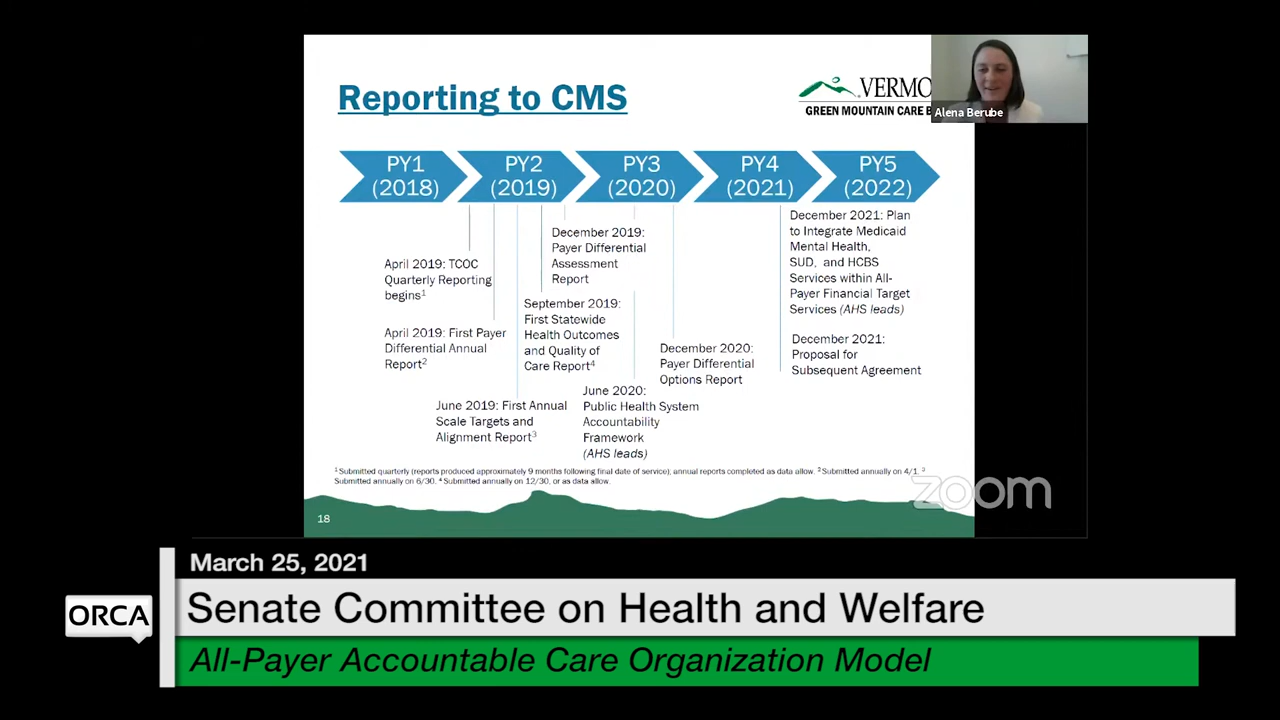 Reporting to CMS
VERMO
GREEN MOUNTAIN CARE B
Alena Berube
PY1
(2018)
PY2
(2019)
PY3
(2020)
PY4
(2021)
PY5
(2022)
April 2019: TCOC
Quarterly Reporting
begins¹
April 2019: First Payer
Differential Annual
Report²
June 2019: First Annual
Scale Targets and
Alignment Report³
September 2019:
First Statewide
Health Outcomes
and Quality of
Care Report⁴
December 2019:
Payer Differential
Assessment
Report
June 2020:
Public Health System
Accountability
Framework
(AHS leads)
December 2020:
Payer Differential
Options Report
December 2021: Plan
to Integrate Medicaid
Mental Health,
SUD, and HCBS
Services within All-
Payer Financial Target
Services (AHS leads)
December 2021:
Proposal for
Subsequent Agreement
¹ Submitted quarterly (reports produced approximately 9 months following final date of service); annual reports completed as data allow. ² Submitted annually on 4/1. ³
Submitted annually on 6/30. ⁴ Submitted annually on 12/30, or as data allow.
18
zoom
March 25, 2021
ORCA
Senate Committee on Health and Welfare
All-Payer Accountable Care Organization Model